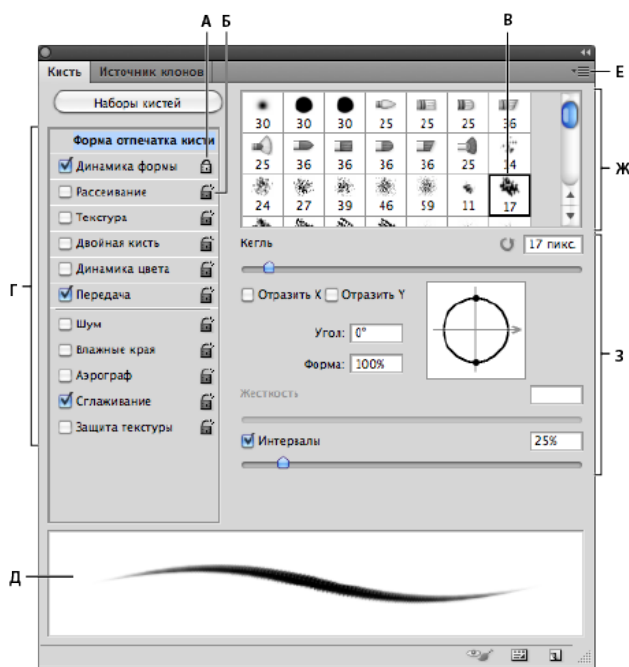 А Б В
Кисть Источник клонов
Е
Наборы кистей
30 30 30 25 25 25 36
Форма отпечатка кисти
Динамика формы
25 36 36 36 36 25 14
Ж
Рассеивание
24 27 39 46 59 11 17
Текстура
Двойная кисть
Кегль 17 пикс.
Динамика цвета
Г
Передача
Отразить X Отразить Y
Шум
Угол: 0°
Влажные края
З
Форма: 100%
Аэрограф
Жесткость
Сглаживание
Защита текстуры
Интервалы 25%
Д